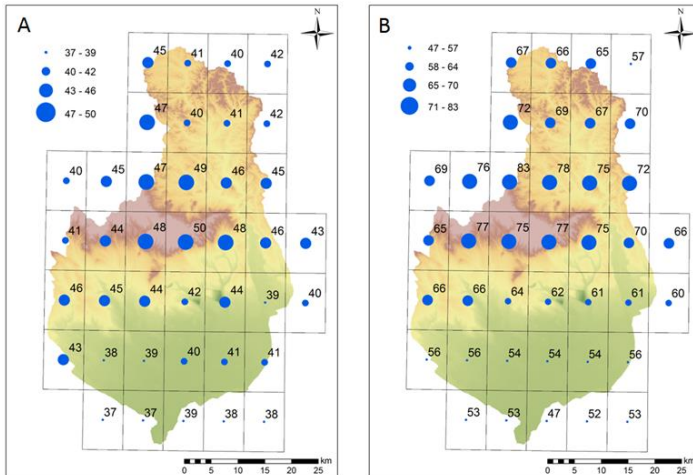 A
N
37 - 39
40 - 42
43 - 46
47 - 50
45 41 40 42
47 40 41 42
40 45 47 49 46 45
41 44 48 50 48 46 43
46 45 44 42 44 39 40
43 38 39 40 41 41
37 37 39 38 38
km
0 5 10 15 20 25
B
N
47 - 57
58 - 64
65 - 70
71 - 83
67 66 65 57
72 69 67 70
69 76 83 78 75 72
65 77 75 77 75 70 66
66 66 64 62 61 61 60
56 56 54 54 54 56
53 53 47 52 53
km
0 5 10 15 20 25